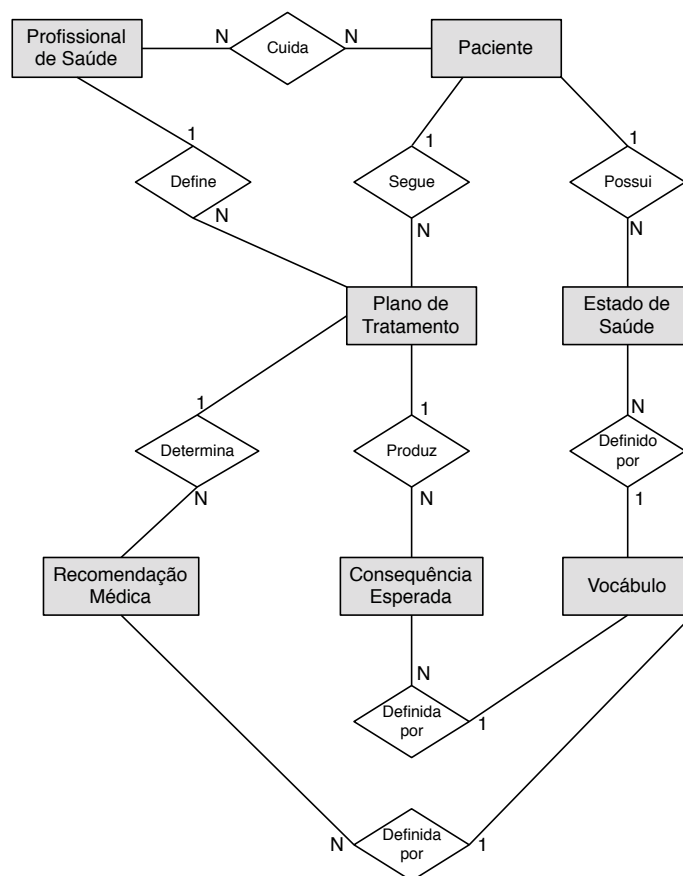 Profissional
de Saúde
N
Cuida
N
Paciente
1
1
1
Define
Segue
Possui
N
N
N
Plano de
Tratamento
Estado de
Saúde
1
1
N
Determina
Produz
Definido
por
N
N
1
Recomendação
Médica
Consequência
Esperada
Vocábulo
N
Definida
por
1
N
Definida
por
1